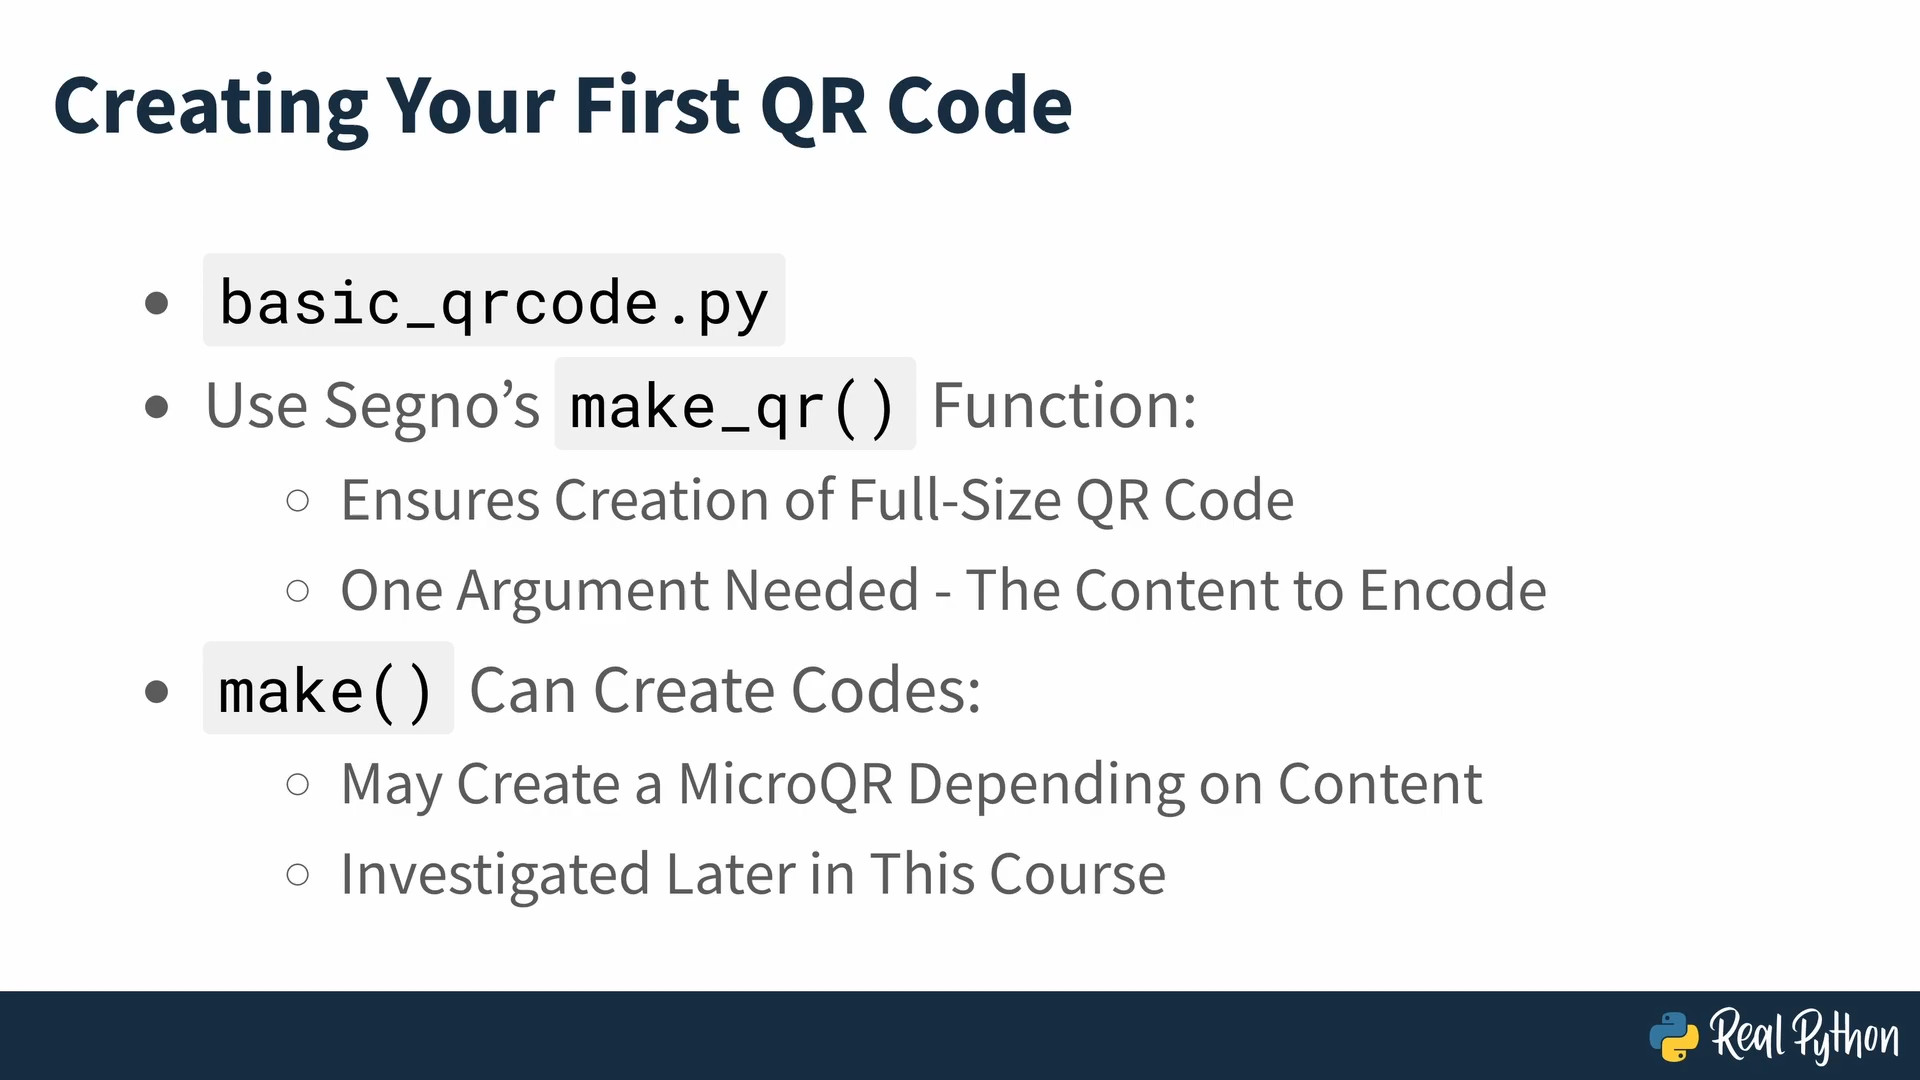 Creating Your First QR Code
basic_qrcode.py
Use Segno’s make_qr() Function:
Ensures Creation of Full-Size QR Code
One Argument Needed - The Content to Encode
make() Can Create Codes:
May Create a MicroQR Depending on Content
Investigated Later in This Course
Real Python